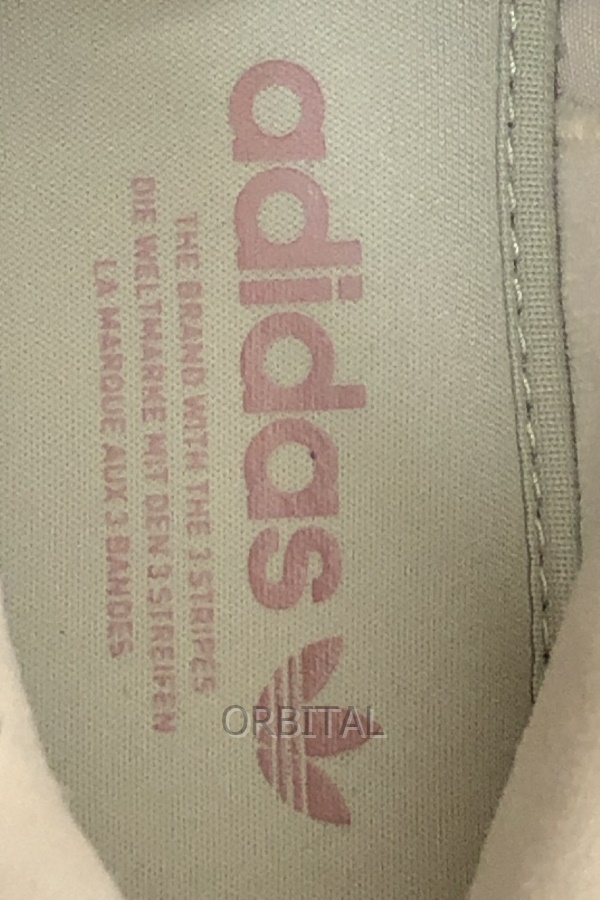 adidas
THE BRAND WITH THE 3 STRIPES
DIE WELTMARKE MIT DEN 3 STREIFEN
LA MARQUE AUX 3 BANDES
ORBITAL